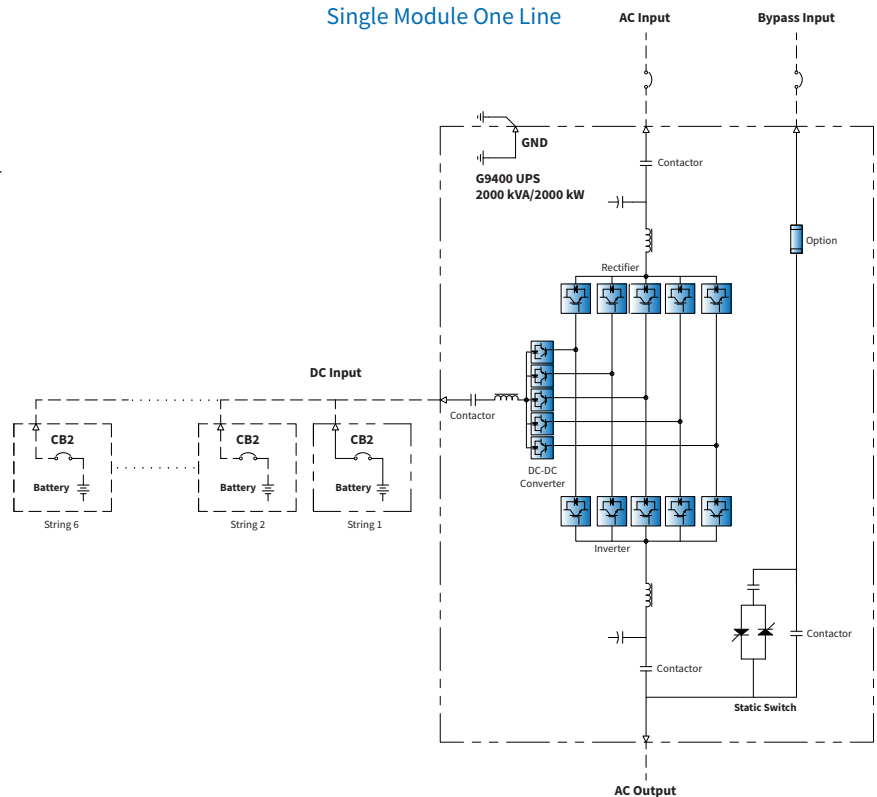 Single Module One Line
AC Input
Bypass Input
GND
Contactor
G9400 UPS
2000 kVA/2000 kW
Option
Rectifier
DC Input
Contactor
CB2
CB2
CB2
DC-DC
Converter
Battery
Battery
Battery
String 6
String 2
String 1
Inverter
Contactor
Contactor
Static Switch
AC Output